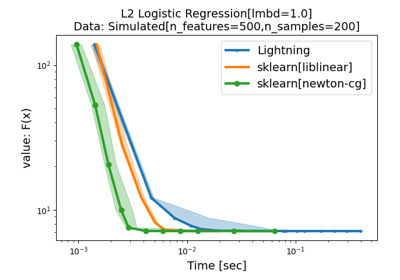 L2 Logistic Regression[lmbd=1.0]
Data: Simulated[n_features=500,n_samples=200]
Lightning
sklearn[liblinear]
sklearn[newton-cg]
value: F(x)
10²
10¹
10⁻³
10⁻²
10⁻¹
Time [sec]